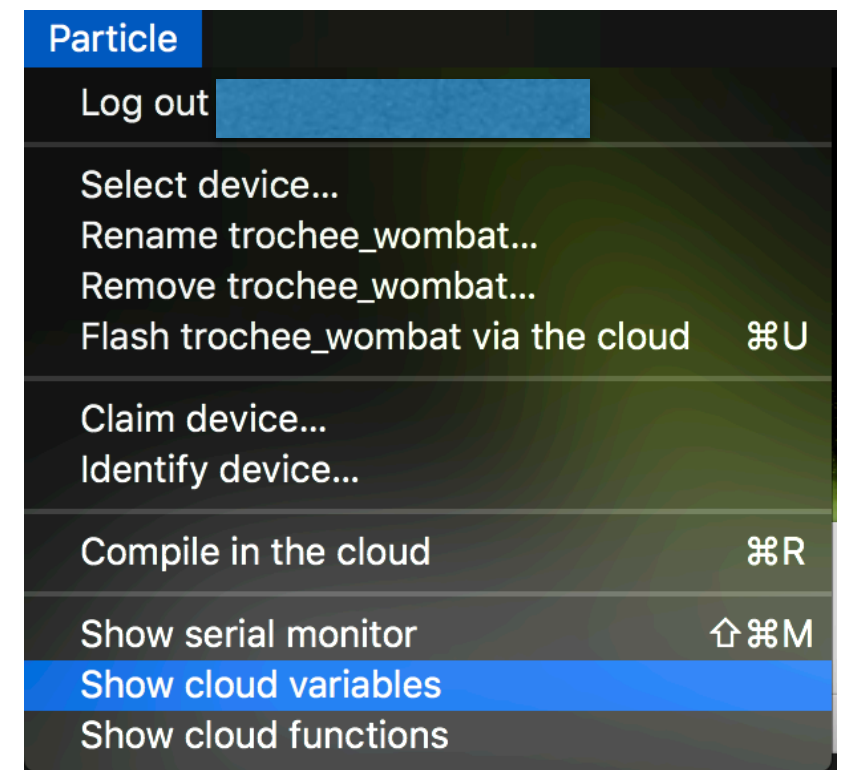 Particle
Log out
Select device...
Rename trochee_wombat...
Remove trochee_wombat...
Flash trochee_wombat via the cloud ⌘U
Claim device...
Identify device...
Compile in the cloud ⌘R
Show serial monitor ⇧⌘M
Show cloud variables
Show cloud functions